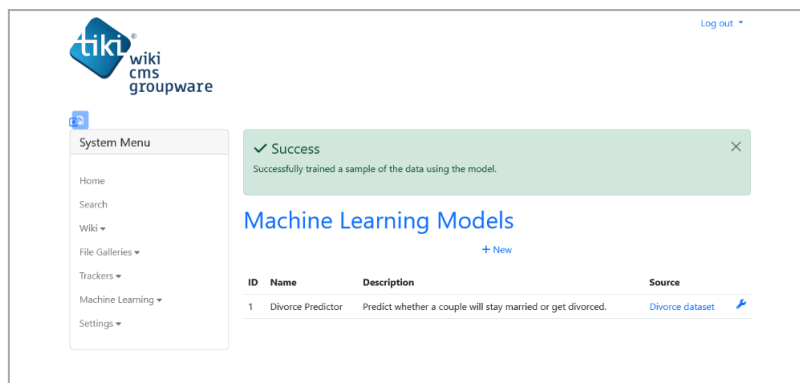 Log out
tiki®
wiki
cms
groupware
System Menu
Home
Search
Wiki
File Galleries
Trackers
Machine Learning
Settings
Success
Successfully trained a sample of the data using the model.
Machine Learning Models
+ New
ID Name Description Source
1 Divorce Predictor Predict whether a couple will stay married or get divorced. Divorce dataset